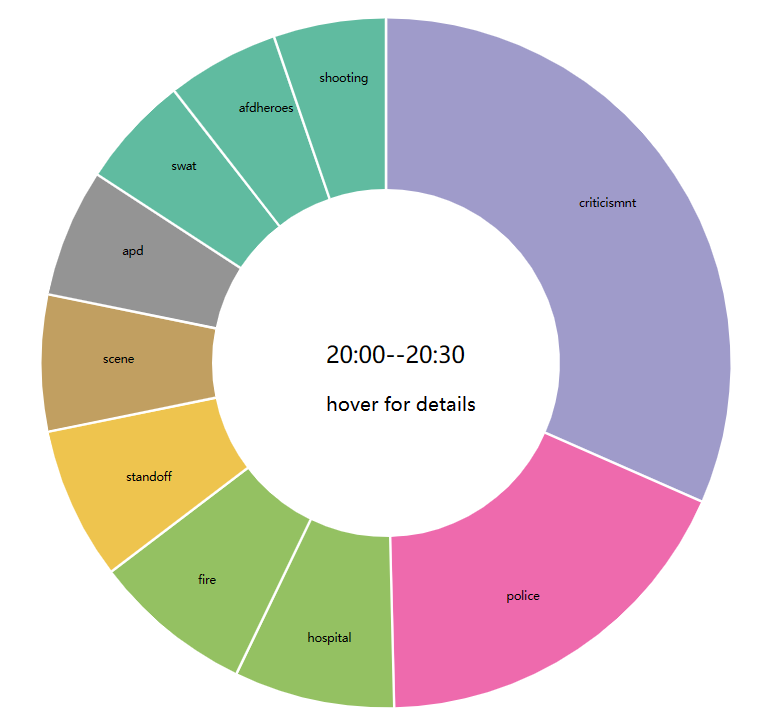 shooting
afdheroes
swat
criticismnt
apd
scene
20:00--20:30
hover for details
standoff
fire
police
hospital